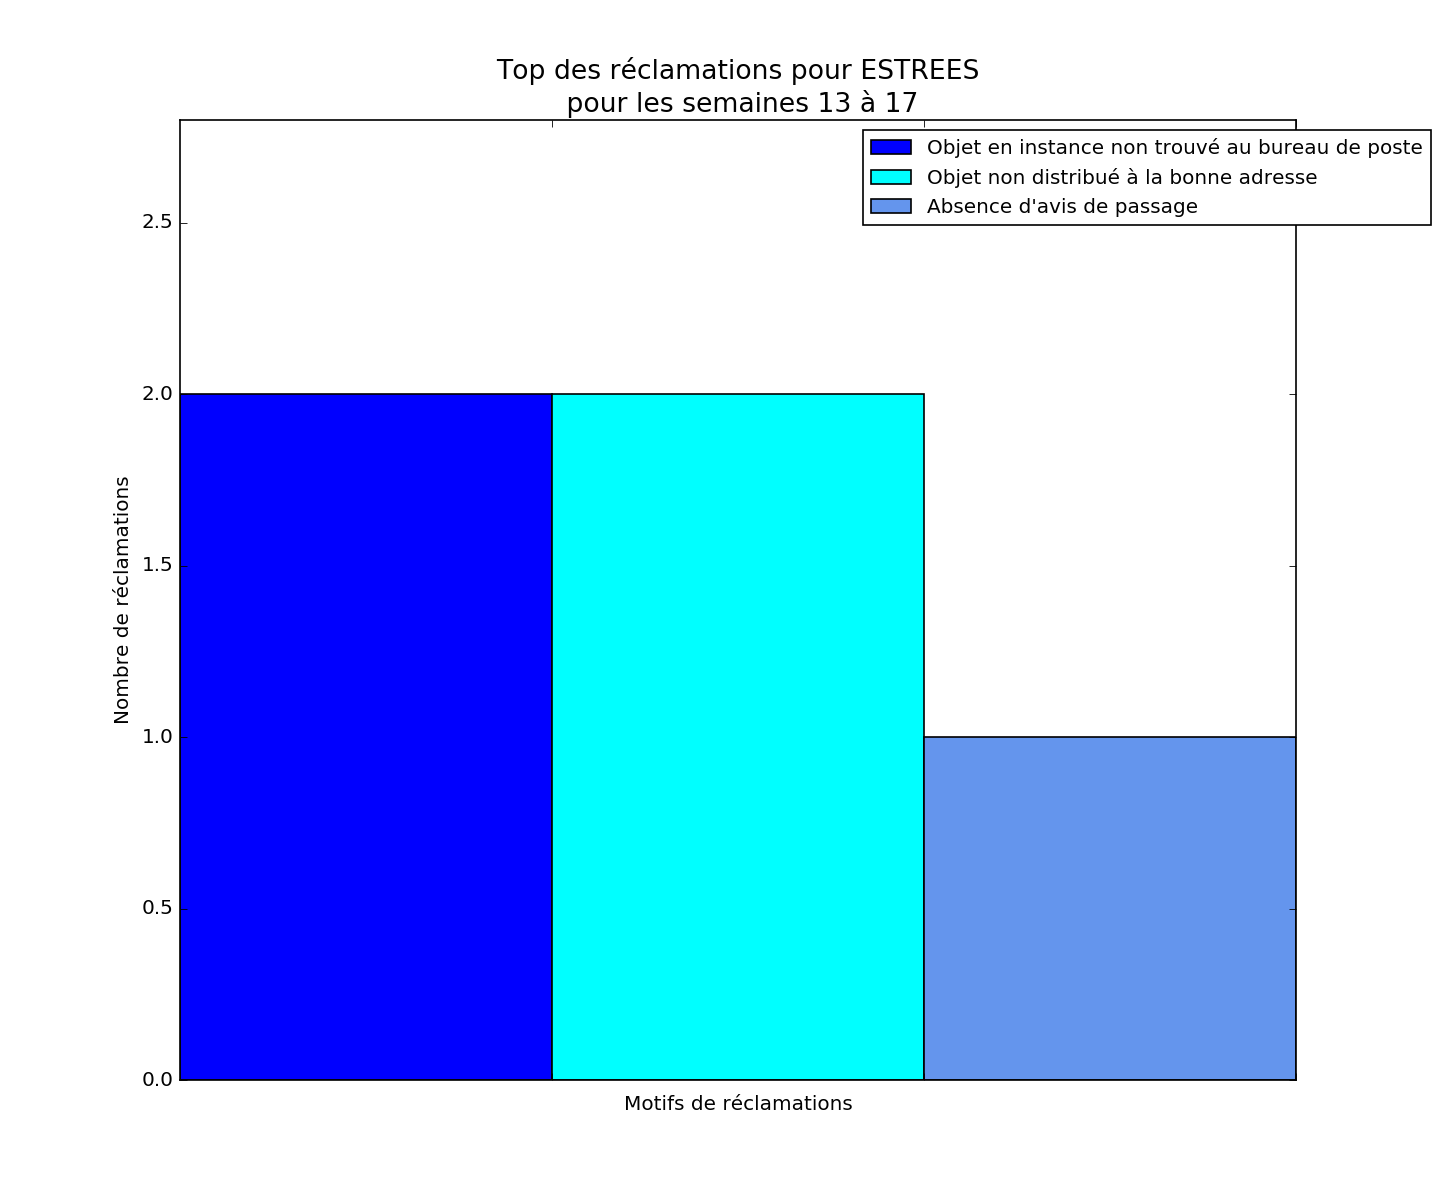 Top des réclamations pour ESTREES
pour les semaines 13 à 17
Objet en instance non trouvé au bureau de poste
Objet non distribué à la bonne adresse
Absence d'avis de passage
2.5
2.0
1.5
1.0
0.5
0.0
Nombre de réclamations
Motifs de réclamations